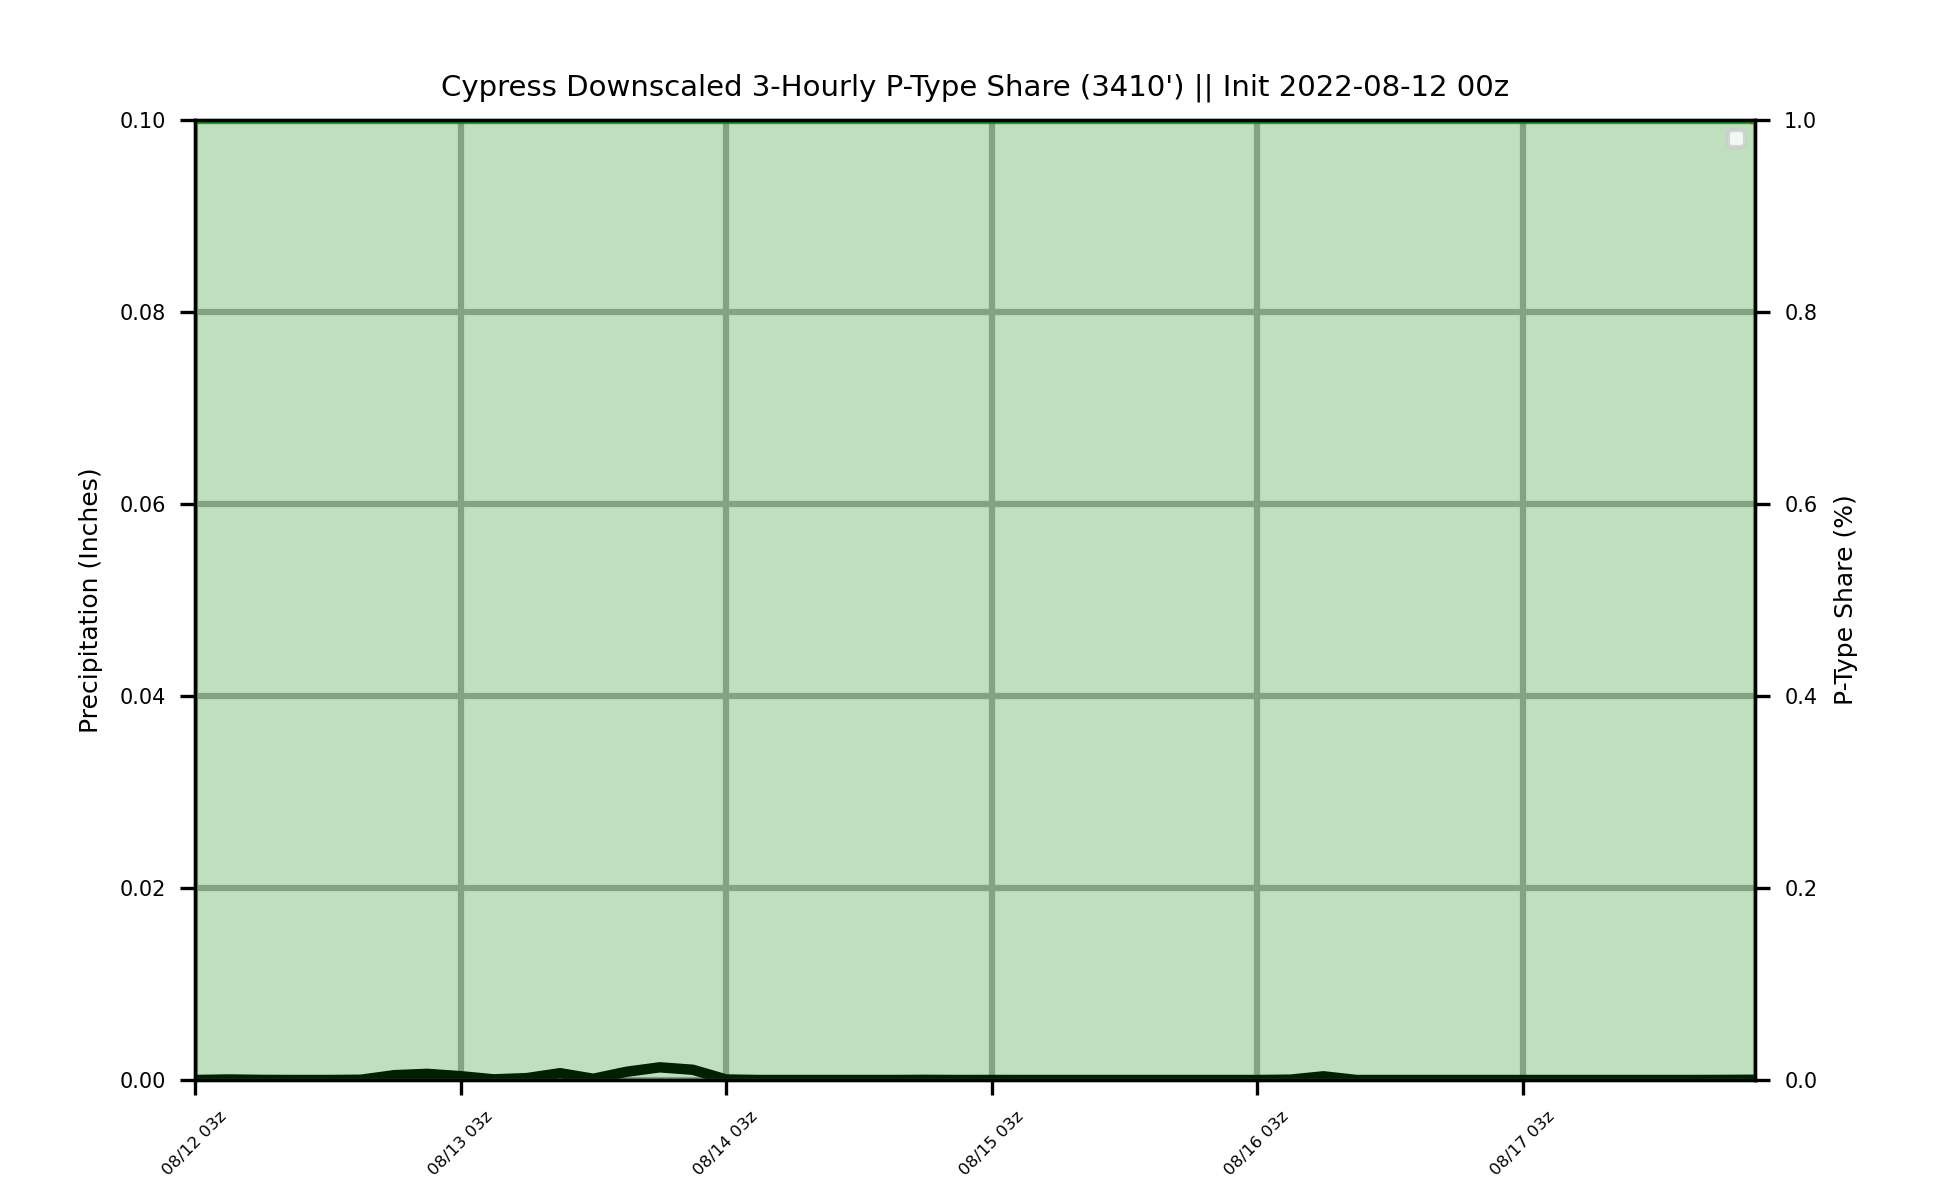 Cypress Downscaled 3-Hourly P-Type Share (3410') || Init 2022-08-12 00z
Precipitation (Inches)
0.10
0.08
0.06
0.04
0.02
0.00
1.0
0.8
0.6
0.4
0.2
0.0
P-Type Share (%)
08/12 03z
08/13 03z
08/14 03z
08/15 03z
08/16 03z
08/17 03z